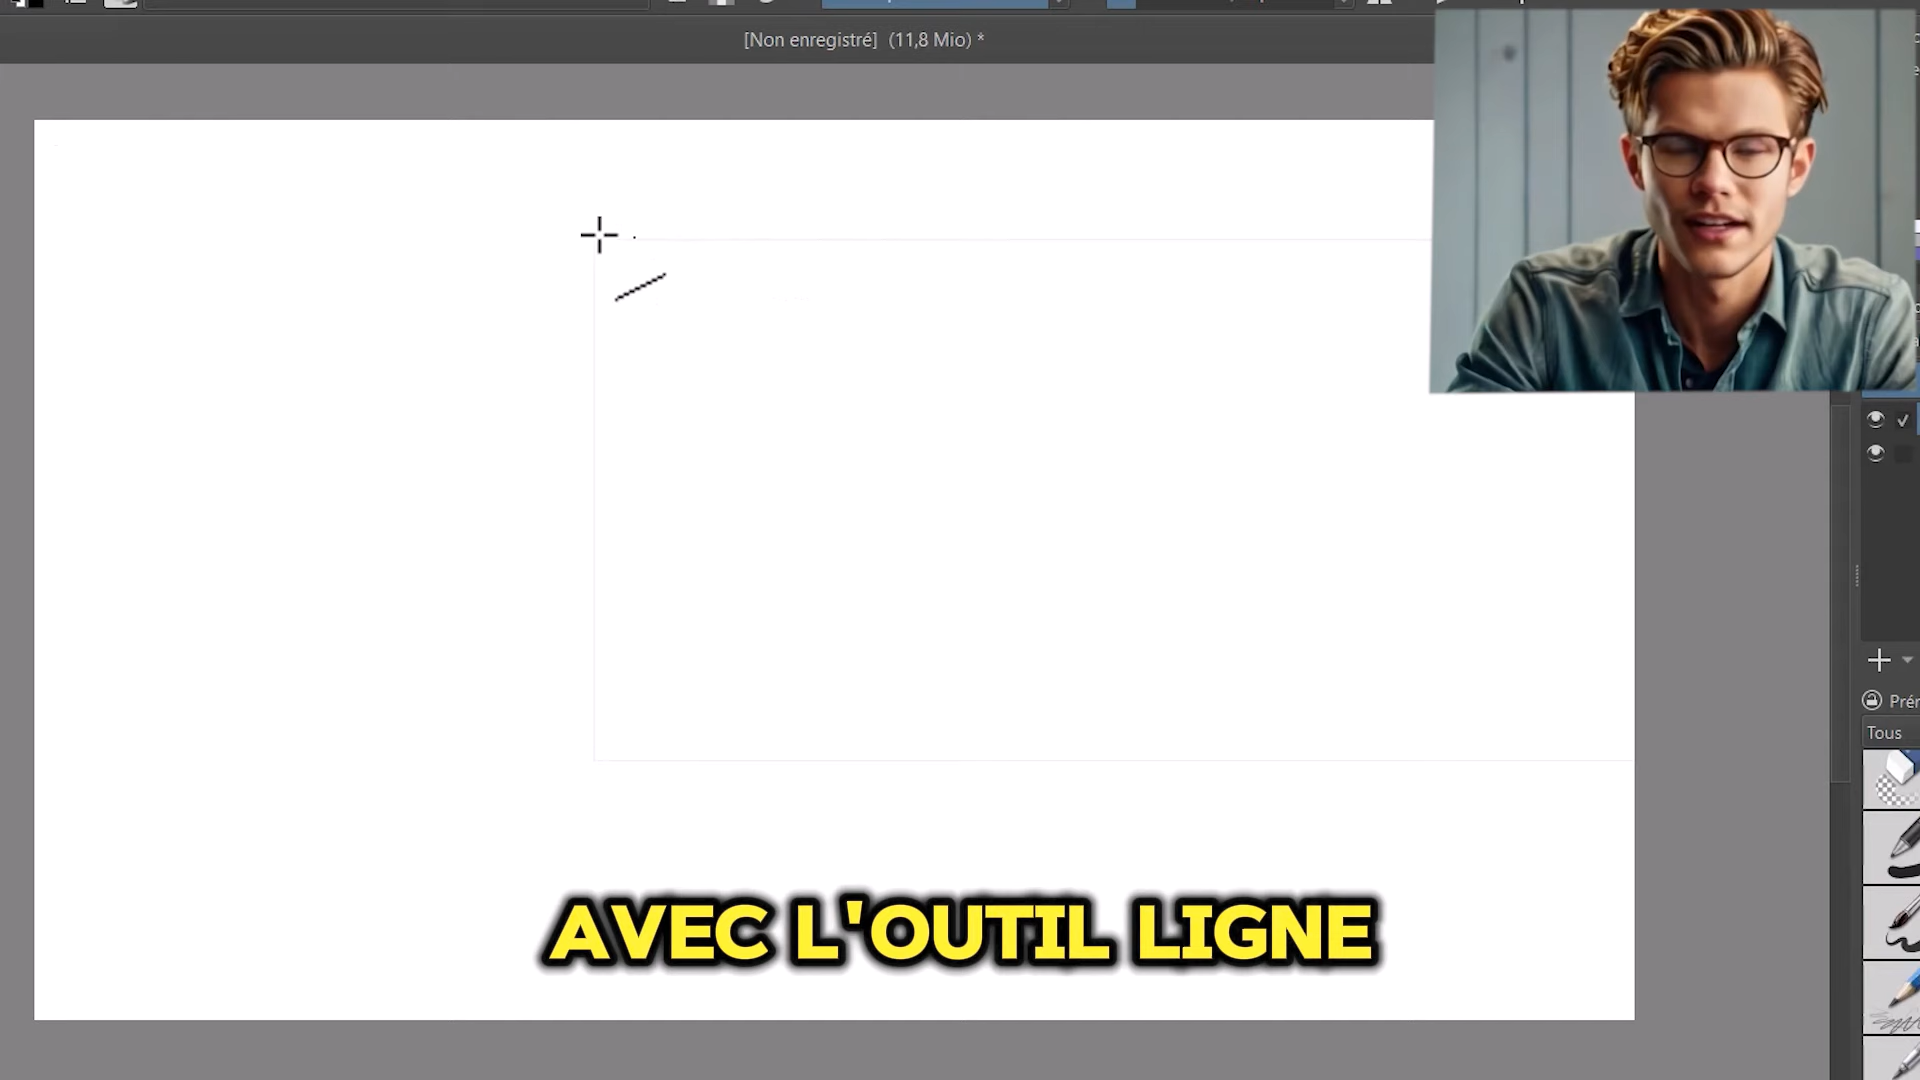 [Non enregistré] (11,8 Mio) *
Tous
AVEC L'OUTIL LIGNE